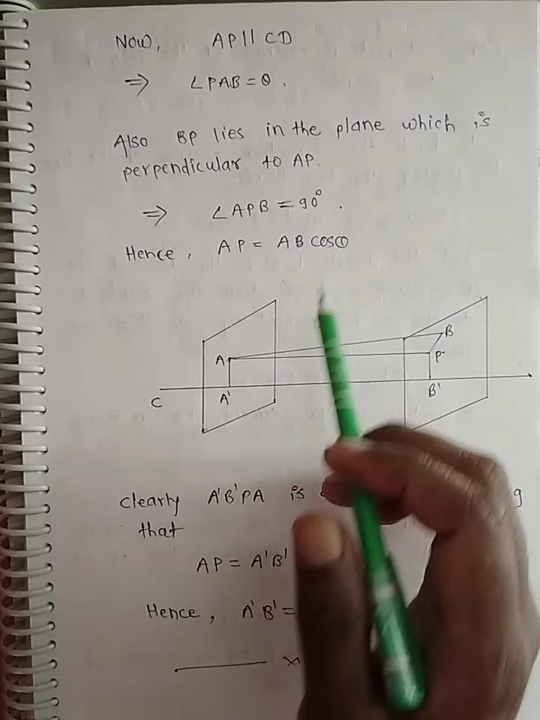 Now, AP || CD
⇒ ∠PAB = θ.
Also BP lies in the plane which is
perpendicular to AP.
⇒ ∠APB = 90°.
Hence, AP = AB cosθ
A
B
P
C
A'
B'
clearly A'B'PA is
that
AP = A'B'
Hence, A'B' =